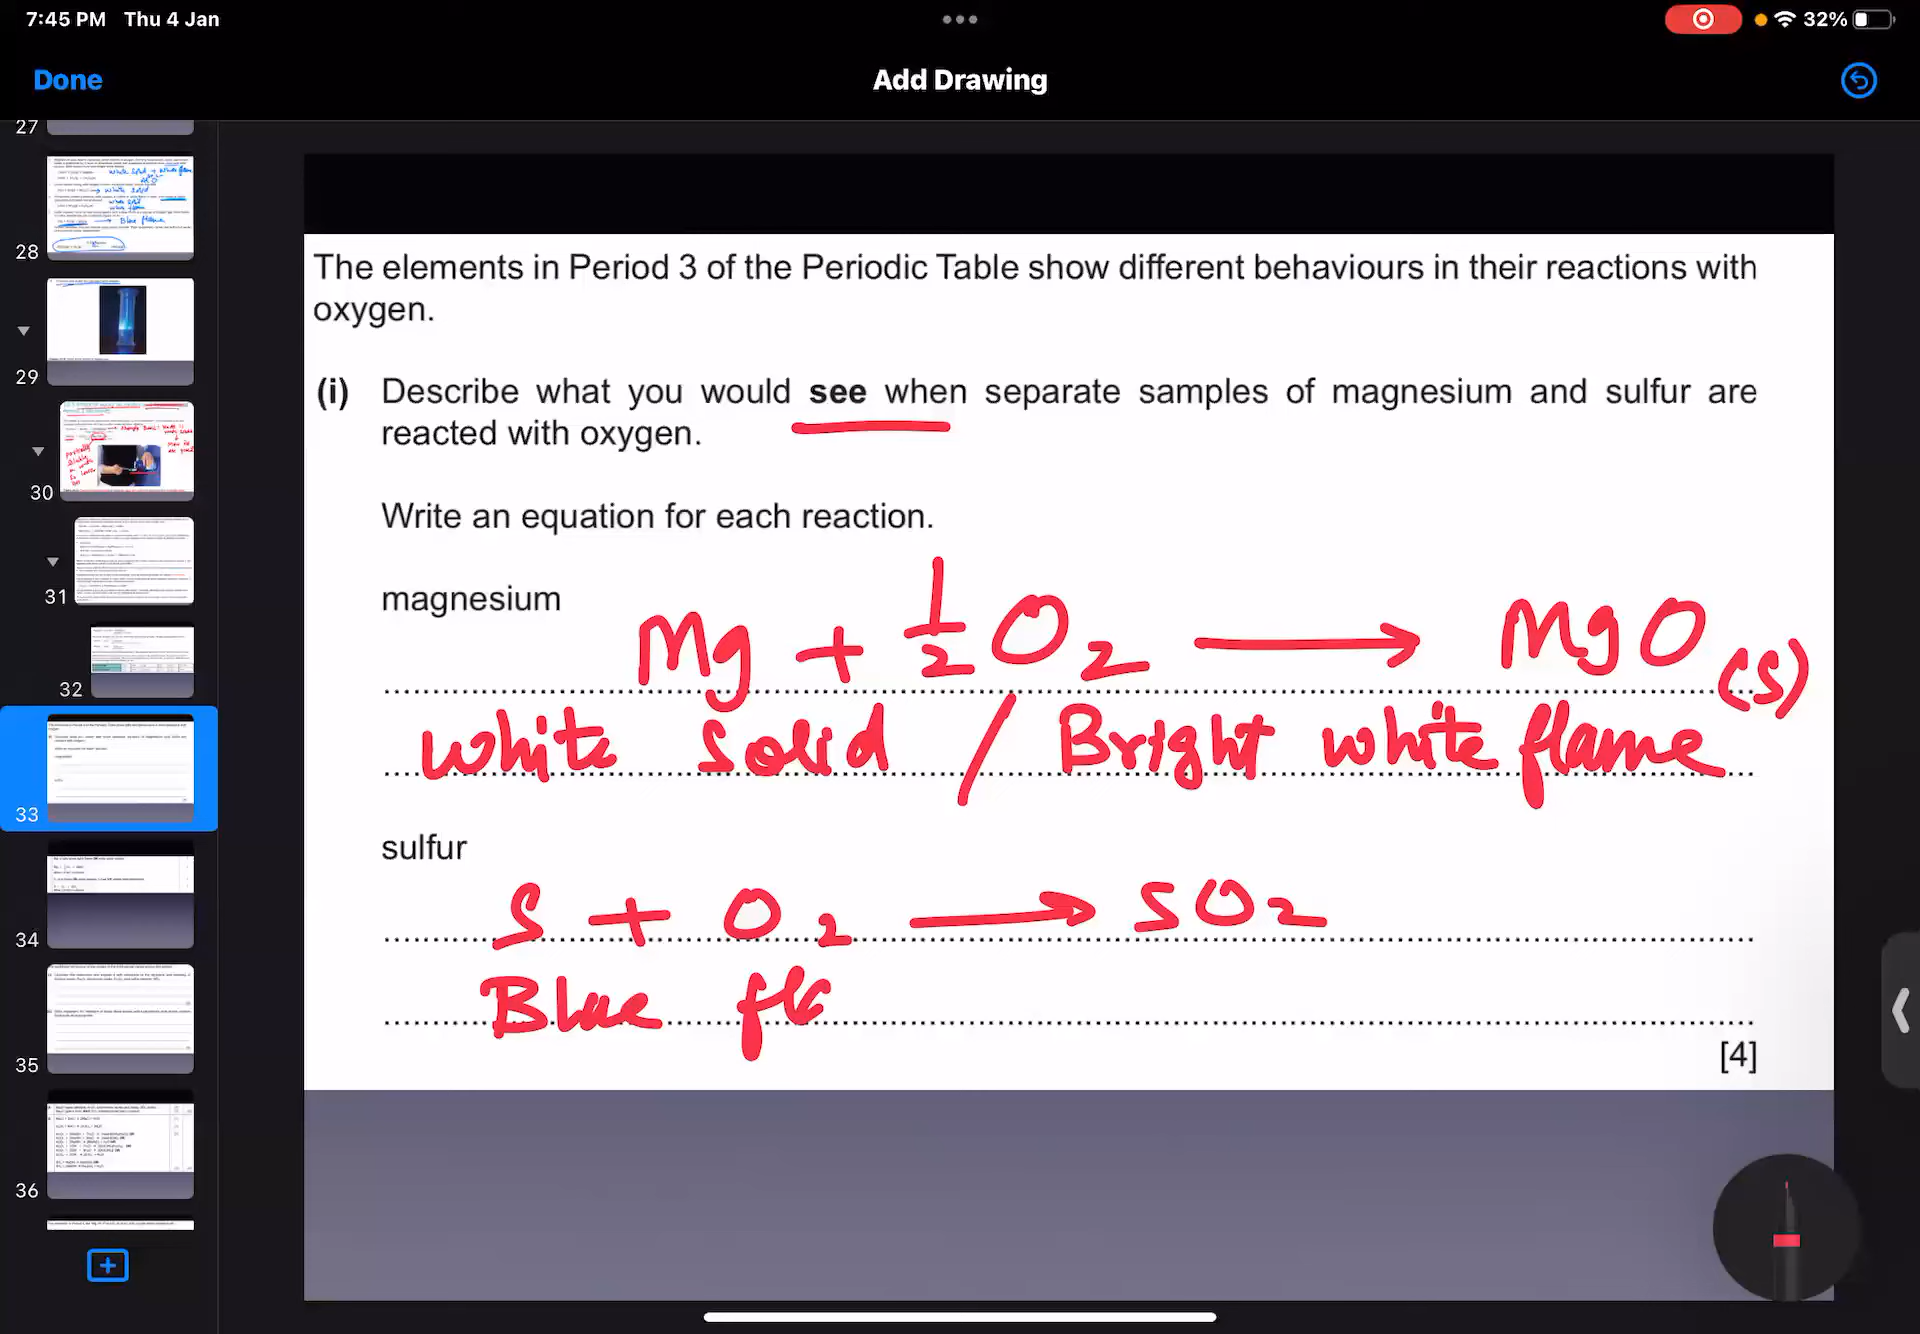 7:45 PM Thu 4 Jan
32%
Done
Add Drawing
27
28
29
30
31
32
33
34
35
36
The elements in Period 3 of the Periodic Table show different behaviours in their reactions with
oxygen.
(i) Describe what you would see when separate samples of magnesium and sulfur are
reacted with oxygen.
Write an equation for each reaction.
magnesium
Mg + 1/2 O2 → MgO (s)
White solid / Bright white flame
sulfur
S + O2 → SO2
Blue fla
[4]